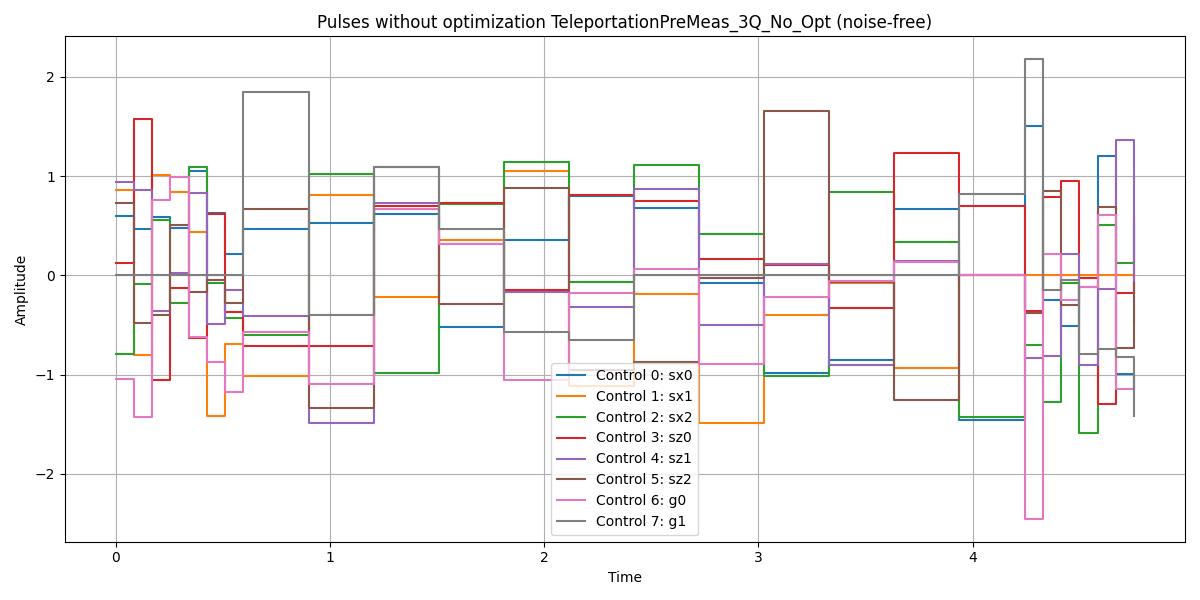 Pulses without optimization TeleportationPreMeas_3Q_No_Opt (noise-free)
Amplitude
2
1
0
−1
−2
Control 0: sx0
Control 1: sx1
Control 2: sx2
Control 3: sz0
Control 4: sz1
Control 5: sz2
Control 6: g0
Control 7: g1
0 1 2 3 4
Time